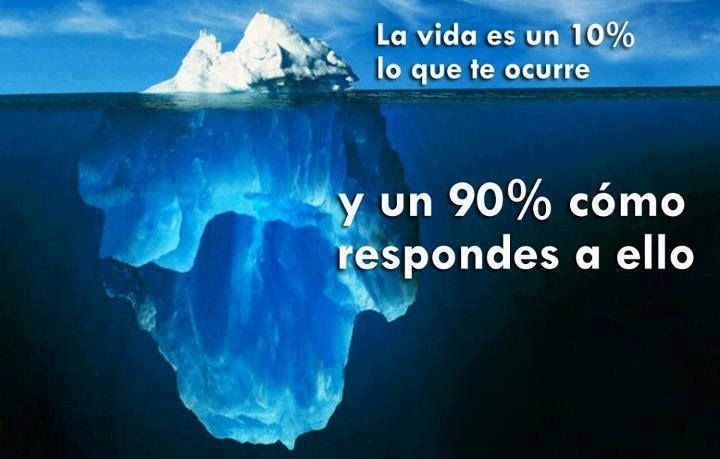 La vida es un 10%
lo que te ocurre
y un 90% cómo
respondes a ello